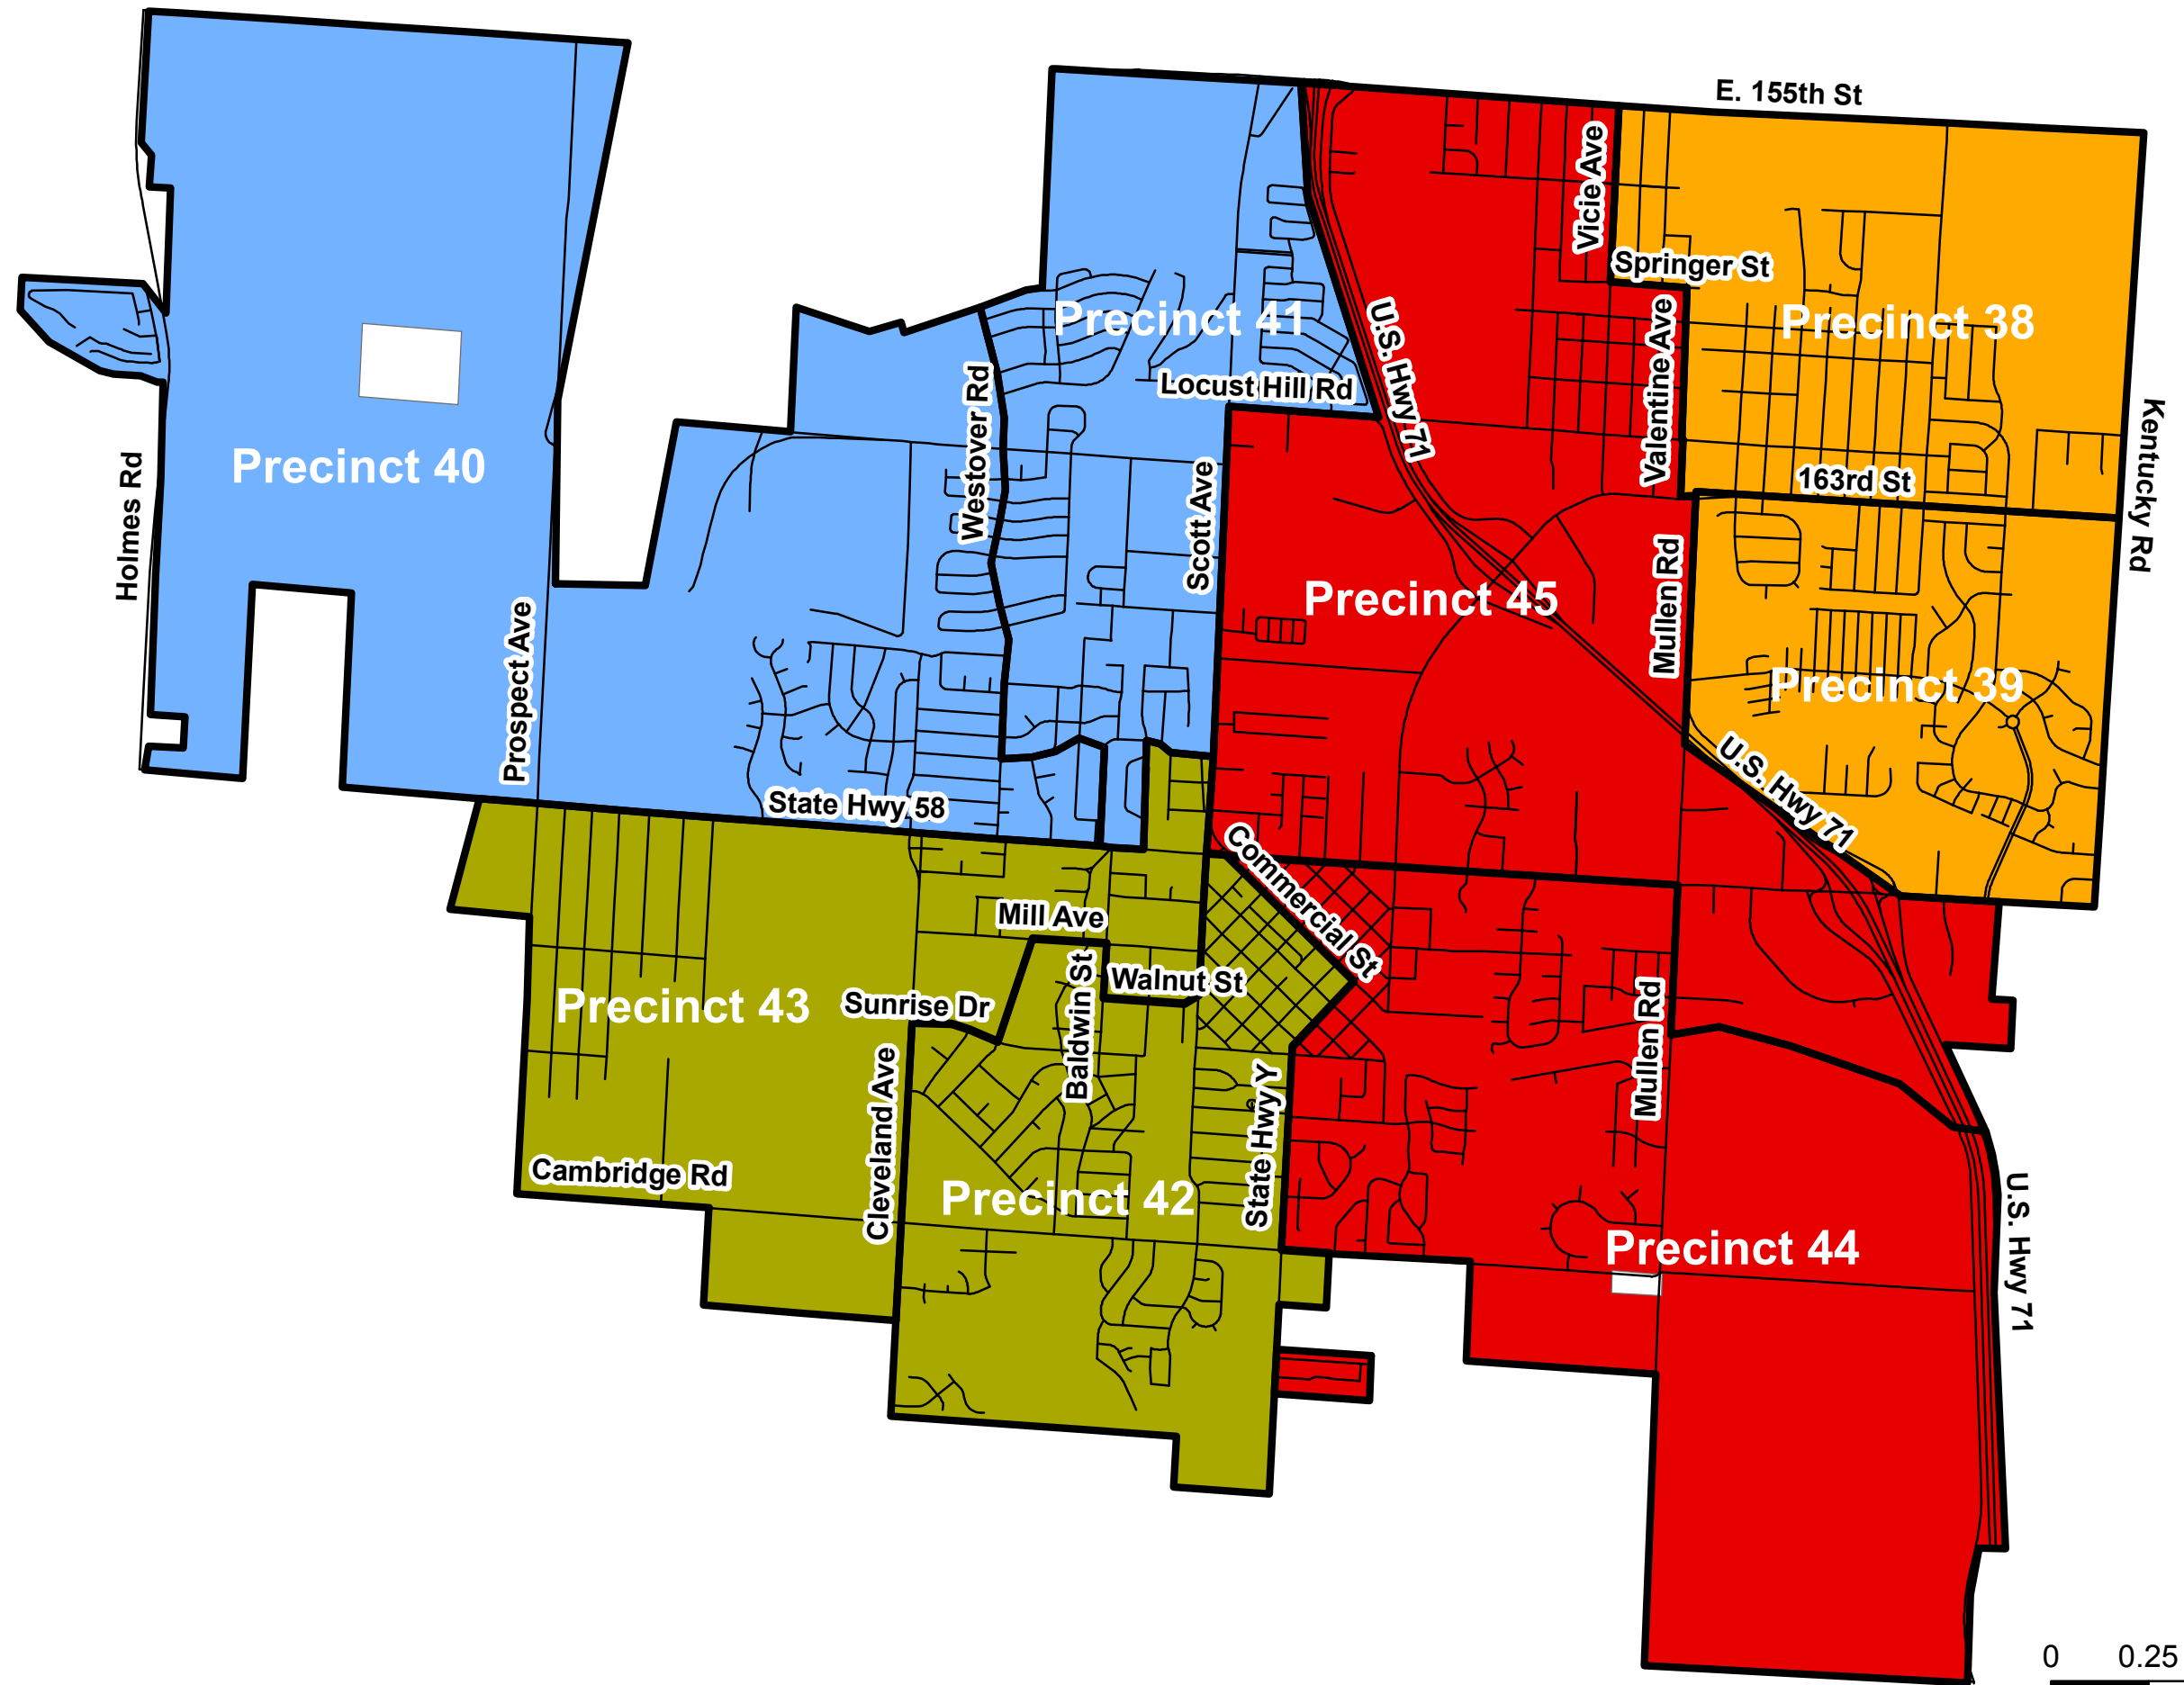 E. 155th St
Vicie Ave
Springer St
Precinct 41
U.S. Hwy 71
Valentine Ave
Precinct 38
Locust Hill Rd
Westover Rd
Kentucky Rd
Precinct 40
Holmes Rd
Scott Ave
163rd St
Precinct 45
Mullen Rd
Prospect Ave
Precinct 39
U.S. Hwy 71
State Hwy 58
Commercial St
Mill Ave
Baldwin St
Walnut St
Precinct 43
Sunrise Dr
Mullen Rd
Cleveland Ave
State Hwy Y
Cambridge Rd
Precinct 42
Precinct 44
U.S. Hwy 71
0 0.25